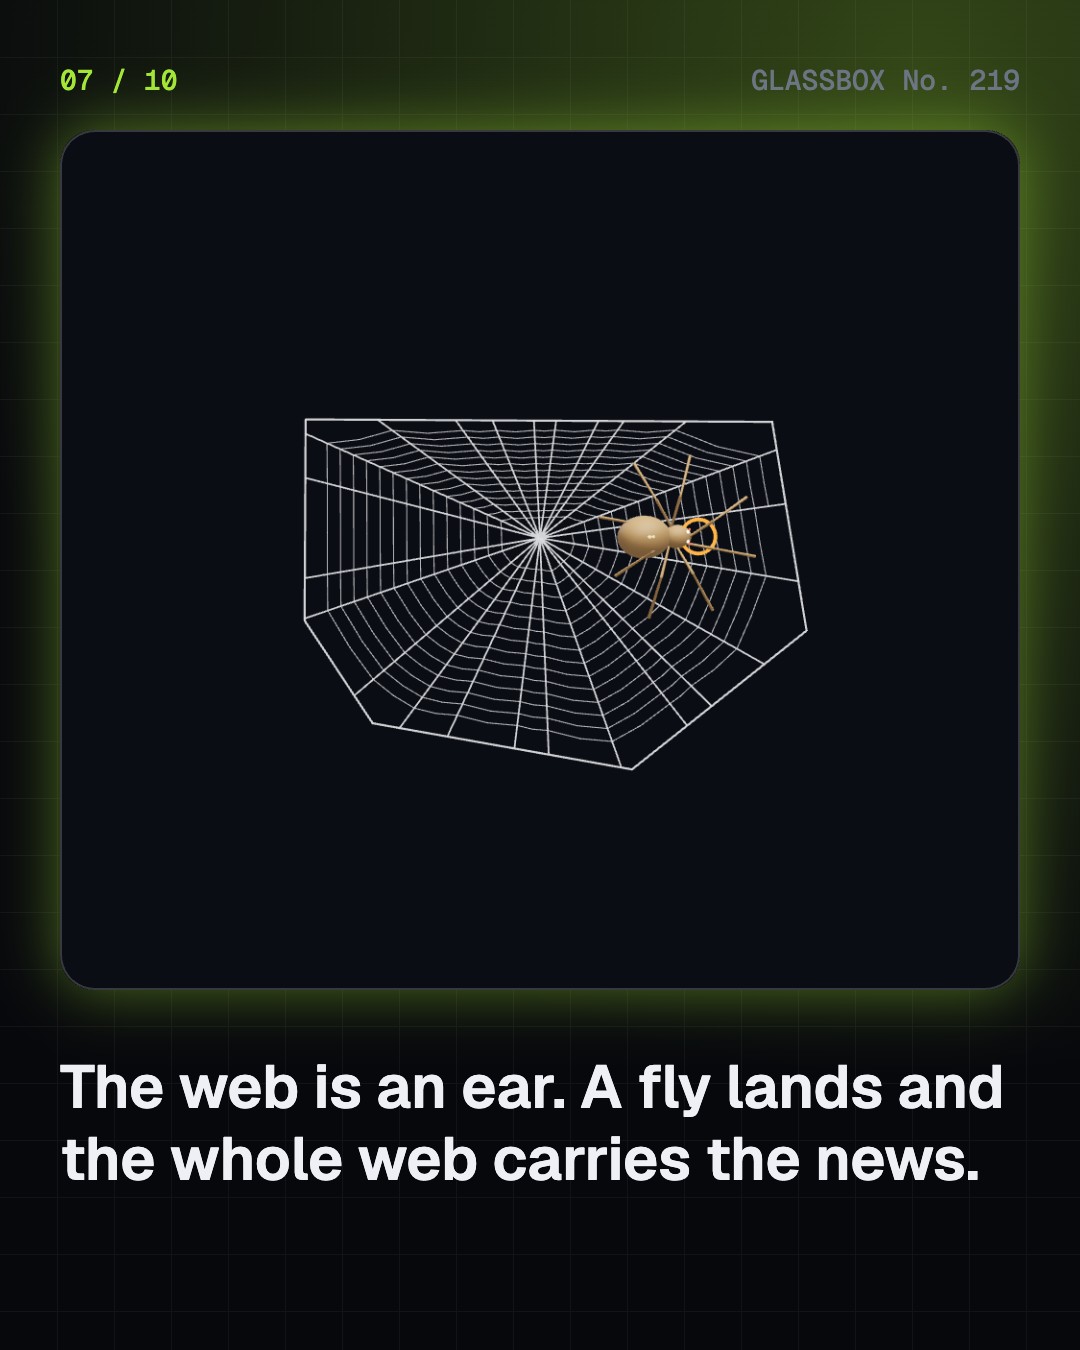 07 / 10
GLASSBOX No. 219
The web is an ear. A fly lands and
the whole web carries the news.